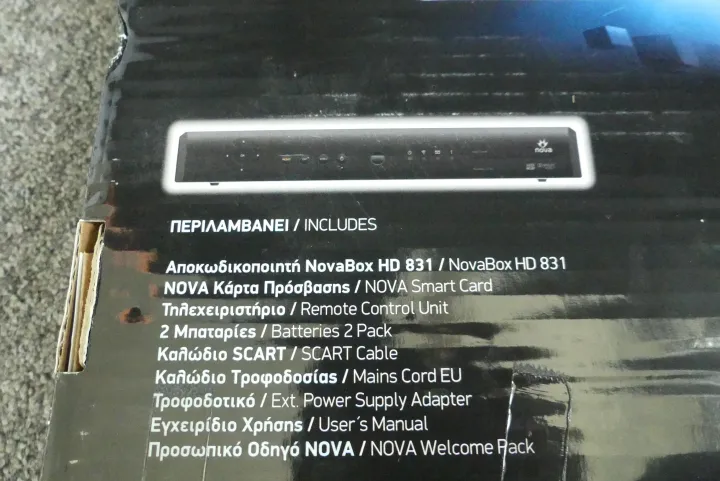 nova
ΠΕΡΙΛΑΜΒΑΝΕΙ / INCLUDES
Αποκωδικοποιητή NovaBox HD 831 / NovaBox HD 831
NOVA Κάρτα Πρόσβασης / NOVA Smart Card
Τηλεχειριστήριο / Remote Control Unit
2 Μπαταρίες / Batteries 2 Pack
Καλώδιο SCART / SCART Cable
Καλώδιο Τροφοδοσίας / Mains Cord EU
Τροφοδοτικό / Ext. Power Supply Adapter
Εγχειρίδιο Χρήσης / User´s Manual
Προσωπικό Οδηγό NOVA / NOVA Welcome Pack